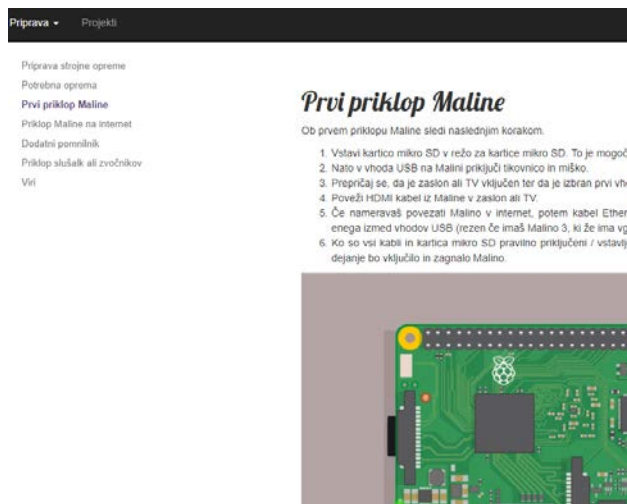 Priprava
Projekti
Priprava strojne opreme
Potrebna oprema
Prvi priklop Maline
Priklop Maline na internet
Dodatni pomnilnik
Priklop slušalk ali zvočnikov
Viri
Prvi priklop Maline
Ob prvem priklopu Maline sledi naslednjim korakom.
1. Vstavi kartico mikro SD v režo za kartice mikro SD. To je mogoč
2. Nato v vhoda USB na Malini priključi tikovnico in miško.
3. Prepričaj se, da je zaslon ali TV vključen ter da je izbran prvi vho
4. Poveži HDMI kabel iz Maline v zaslon ali TV.
5. Če nameravaš povezati Malino v internet, potem kabel Ether
enega izmed vhodov USB (rezen če imaš Malino 3, ki že ima vg
6. Ko so vsi kabli in kartica mikro SD pravilno priključeni / vstavlj
dejanje bo vključilo in zagnalo Malino.